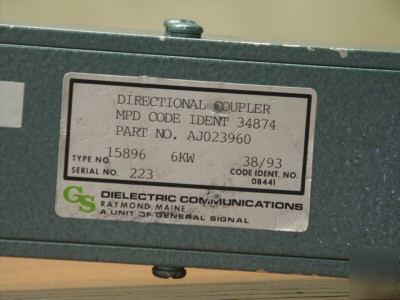 DIRECTIONAL COUPLER
MPD CODE IDENT 34874
PART NO. AJ023960
15896 6KW 38/93
TYPE NO
SERIAL NO. 223 CODE IDENT. NO.
08441
GS DIELECTRIC COMMUNICATIONS
RAYMOND, MAINE
A UNIT OF GENERAL SIGNAL